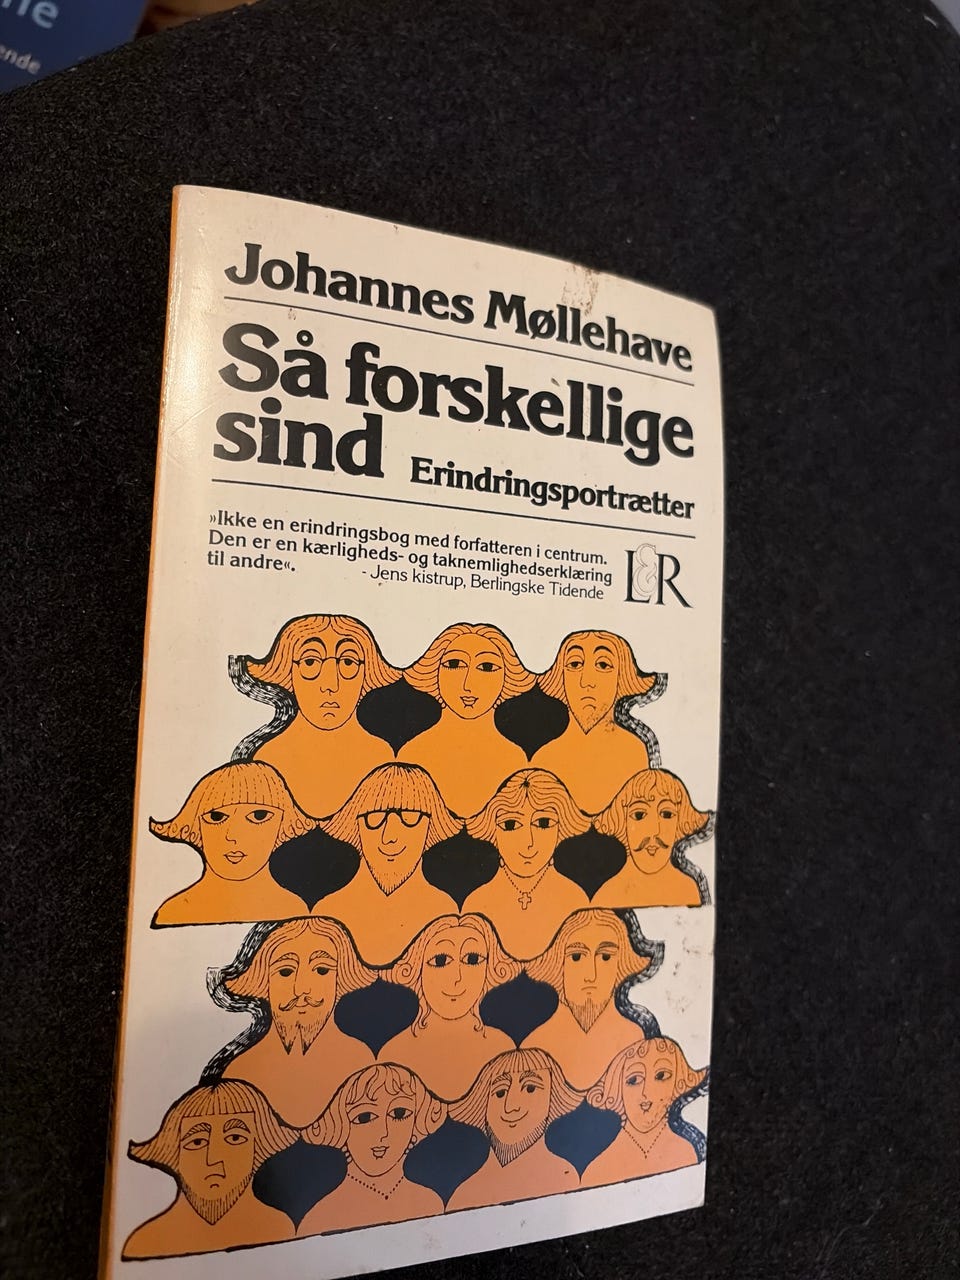 ende
Johannes Møllehave
Så forskellige
sind Erindringsportrætter
»Ikke en erindringsbog med forfatteren i centrum.
Den er en kærligheds- og taknemlighedserklæring
til andre«.
- Jens kistrup, Berlingske Tidende
L&R